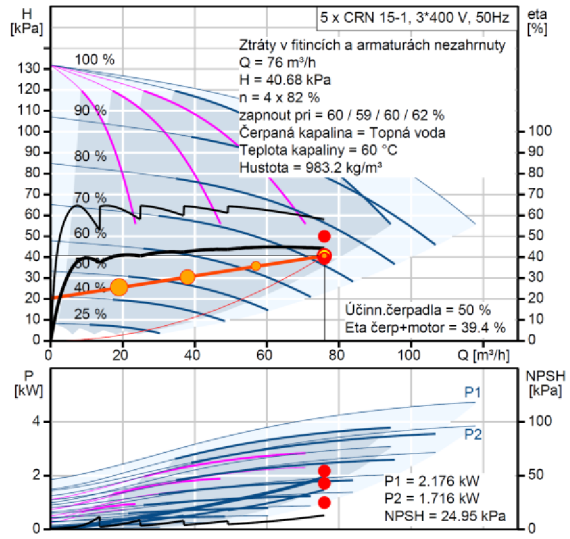 H
[kPa]
5 x CRN 15-1, 3*400 V, 50Hz
eta
[%]
Ztráty v fitincích a armaturách nezahrnuty
Q = 76 m³/h
H = 40.68 kPa
n = 4 x 82 %
zapnout pri = 60 / 59 / 60 / 62 %
Čerpaná kapalina = Topná voda
Teplota kapaliny = 60 °C
Hustota = 983.2 kg/m³
130
120
110
100
90
80
70
60
50
40
30
20
10
0
100 %
90 %
80 %
70 %
60 %
50 %
40 %
25 %
100
90
80
70
60
50
40
30
20
10
0
Účinn.čerpadla = 50 %
Eta čerp+motor = 39.4 %
0
20
40
60
80
100
Q [m³/h]
P
[kW]
NPSH
[kPa]
4
2
0
P1
P2
100
50
0
P1 = 2.176 kW
P2 = 1.716 kW
NPSH = 24.95 kPa